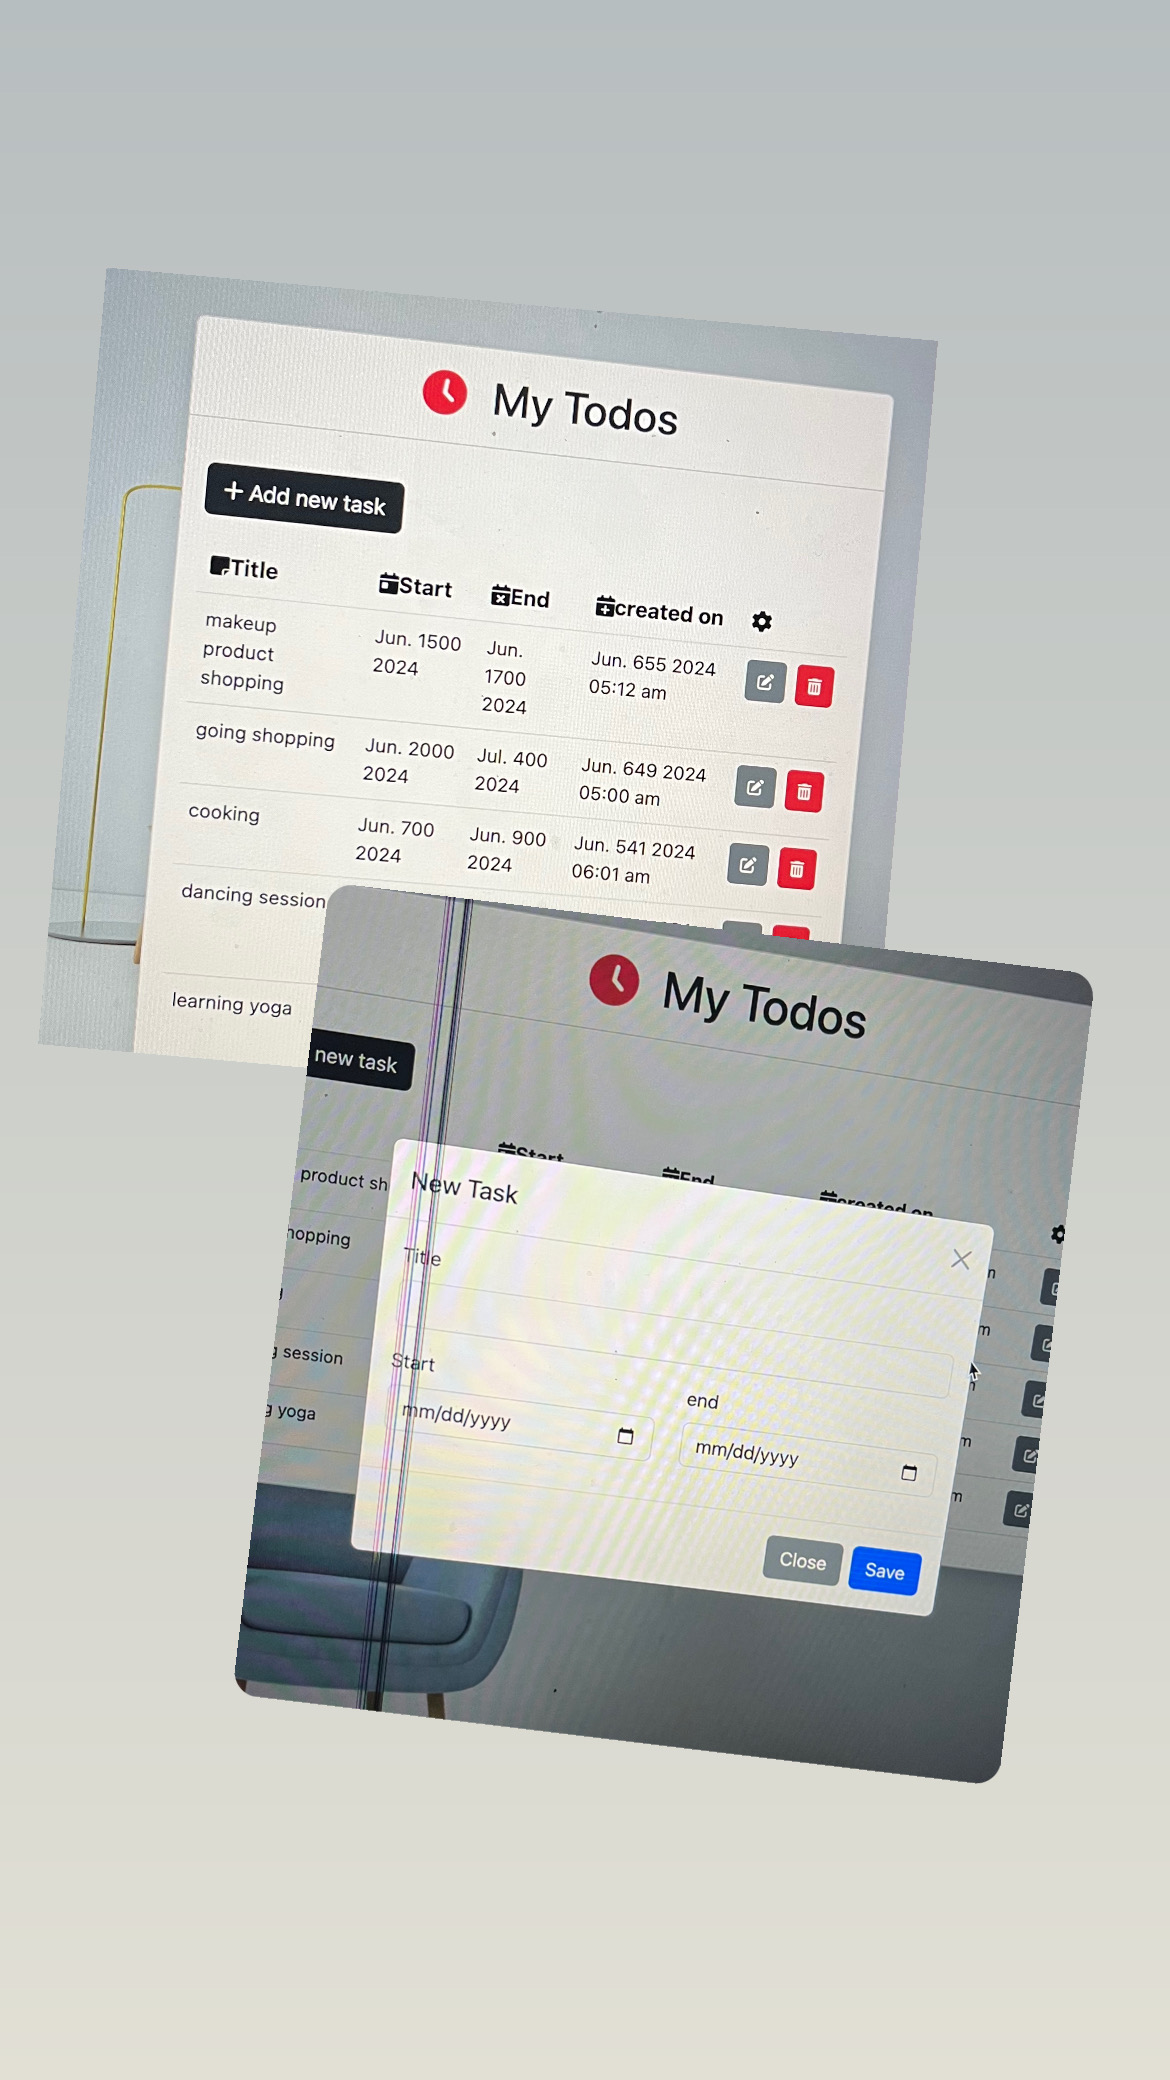 My Todos
+ Add new task
Title Start End created on
makeup product shopping
Jun. 1500 2024
Jun. 1700 2024
Jun. 655 2024 05:12 am
going shopping
Jun. 2000 2024
Jul. 400 2024
Jun. 649 2024 05:00 am
cooking
Jun. 700 2024
Jun. 900 2024
Jun. 541 2024 06:01 am
dancing session
learning yoga
My Todos
new task
Start
End
created on
New Task
product sh
hopping
Title
session
yoga
Start
end
mm/dd/yyyy
mm/dd/yyyy
Close
Save